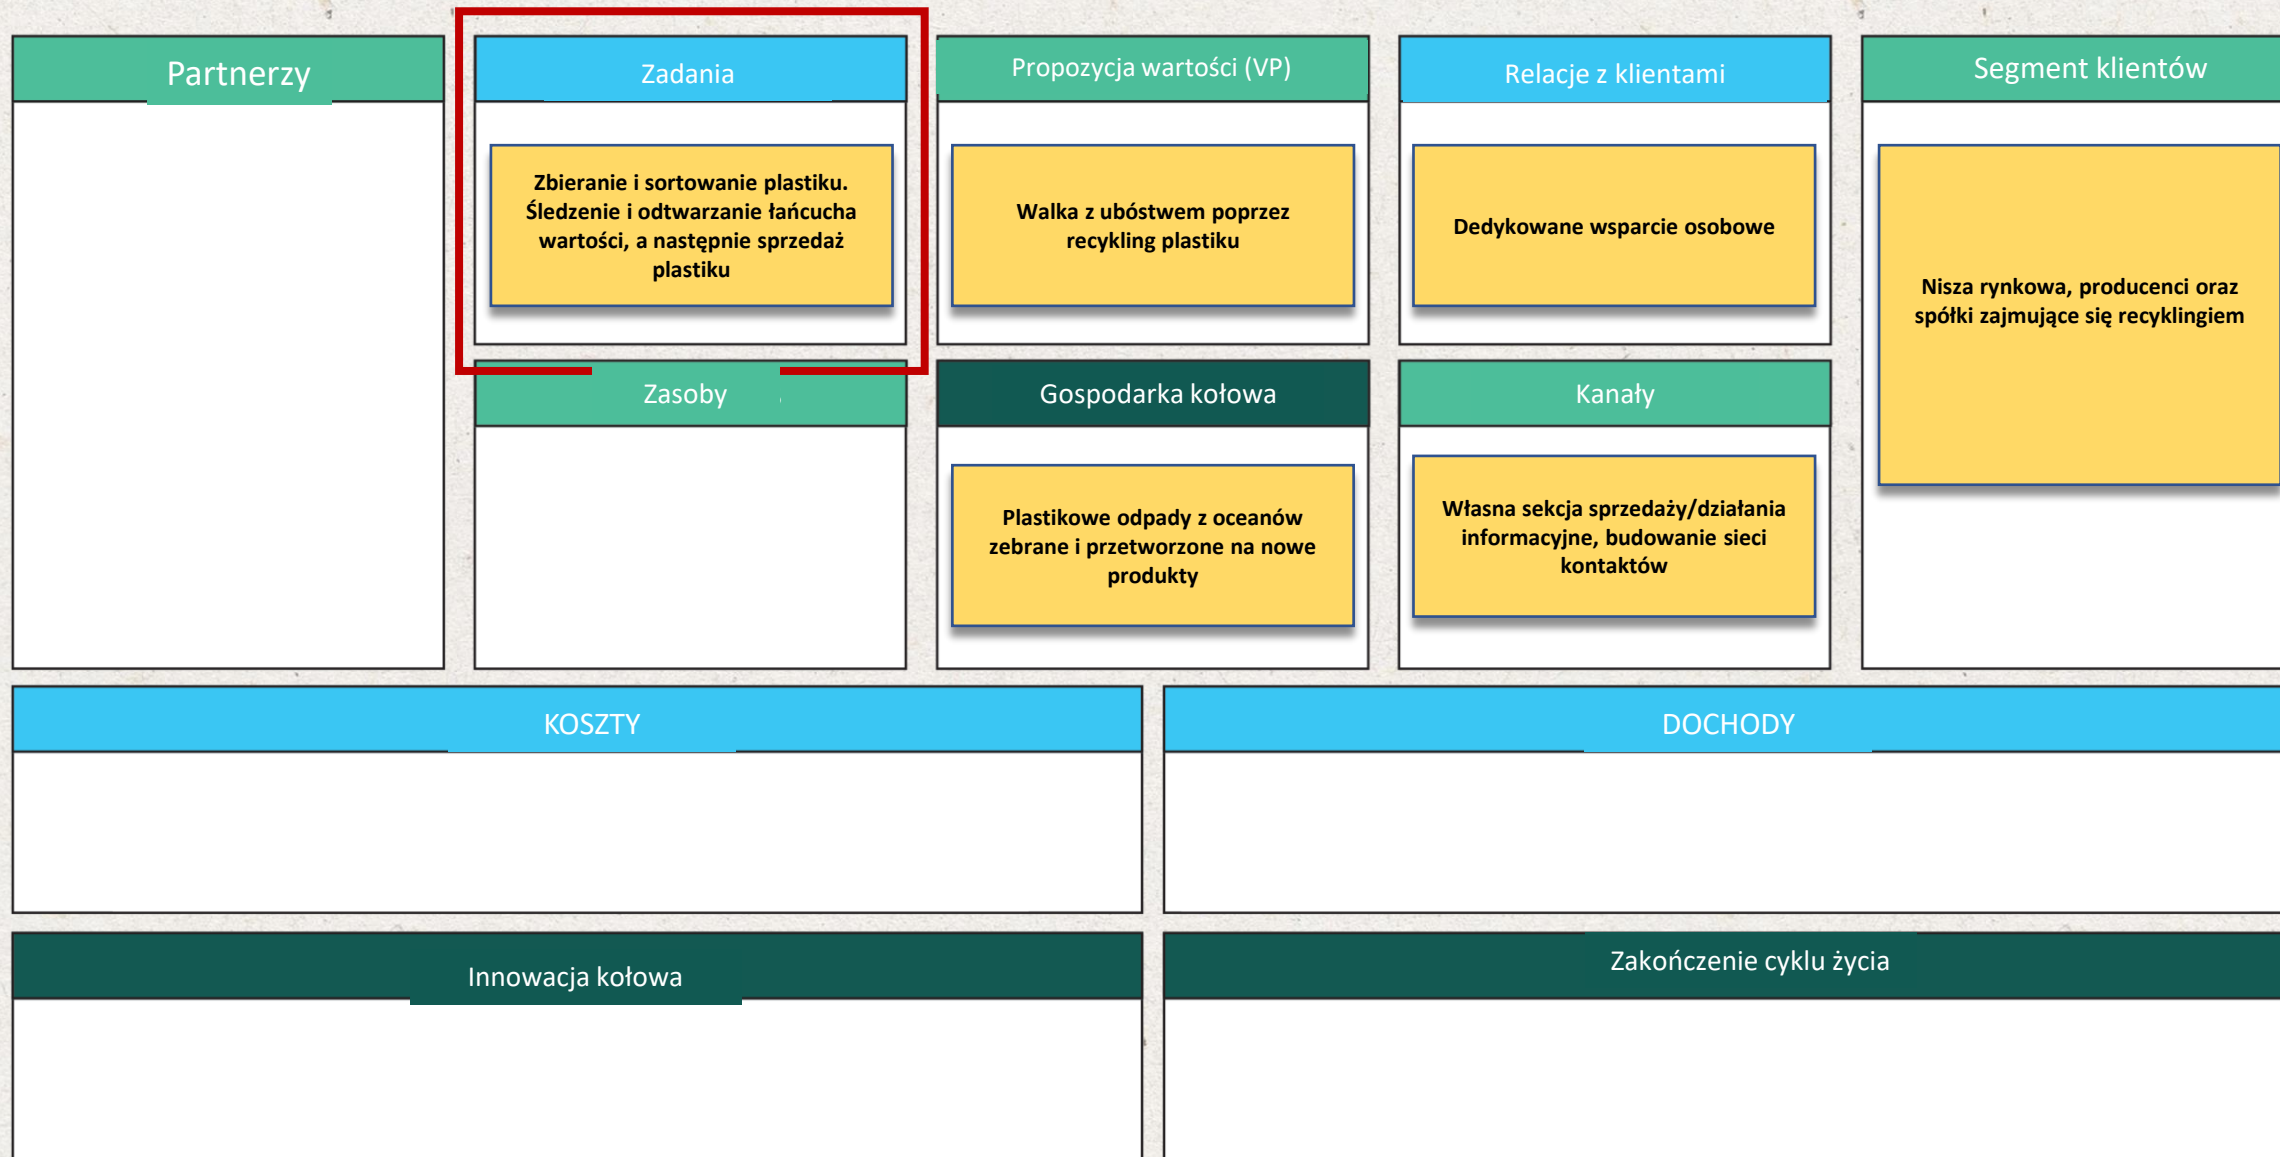 Partnerzy
Zadania
Zbieranie i sortowanie plastiku.
Śledzenie i odtwarzanie łańcucha
wartości, a następnie sprzedaż
plastiku
Zasoby
Propozycja wartości (VP)
Walka z ubóstwem poprzez
recykling plastiku
Gospodarka kołowa
Plastikowe odpady z oceanów
zebrane i przetworzone na nowe
produkty
Relacje z klientami
Dedykowane wsparcie osobowe
Kanały
Własna sekcja sprzedaży/działania
informacyjne, budowanie sieci
kontaktów
Segment klientów
Nisza rynkowa, producenci oraz
spółki zajmujące się recyklingiem
KOSZTY
DOCHODY
Innowacja kołowa
Zakończenie cyklu życia